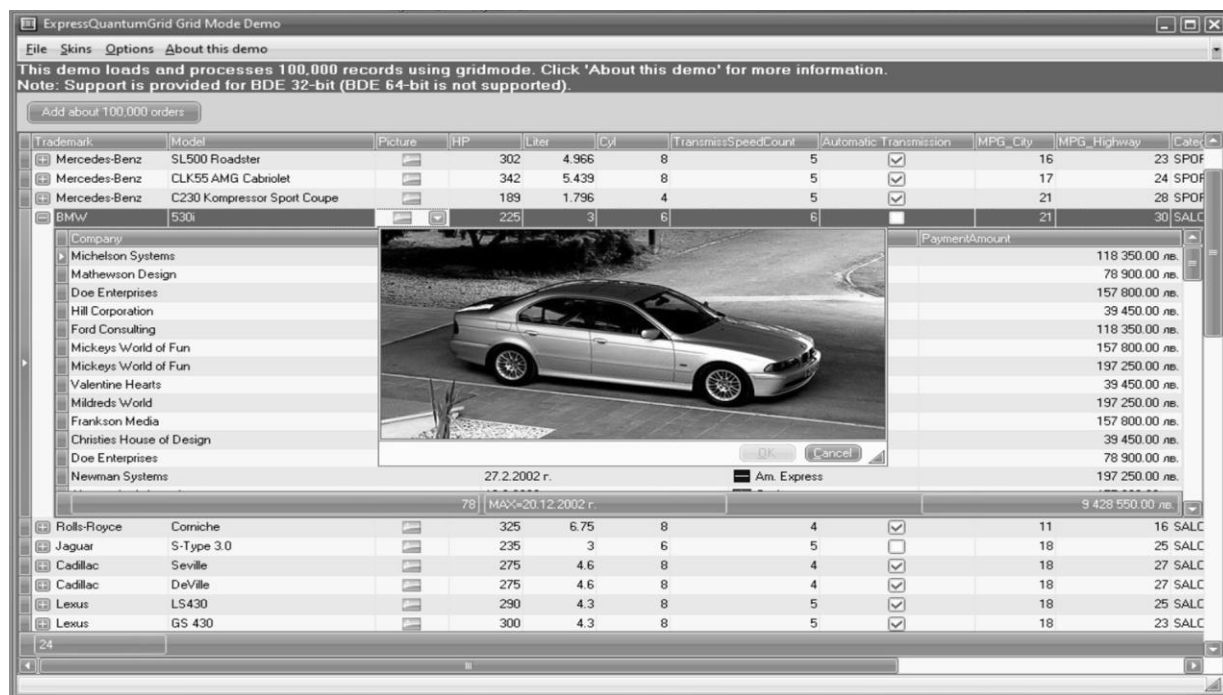 ExpressQuantumGrid Grid Mode Demo
File Skins Options About this demo
This demo loads and processes 100,000 records using gridmode. Click 'About this demo' for more information.
Note: Support is provided for BDE 32-bit (BDE 64-bit is not supported).
Add about 100,000 orders
Trademark Model Picture HP Liter Cyl TransmissSpeedCount Automatic Transmission MPG_City MPG_Highway Categ
Mercedes-Benz SL500 Roadster 302 4.966 8 5 16 23 SPOR
Mercedes-Benz CLK55 AMG Cabriolet 342 5.439 8 5 17 24 SPOR
Mercedes-Benz C230 Kompressor Sport Coupe 189 1.796 4 5 21 28 SPOR
BMW 530i 225 3 6 6 21 30 SALO
Company PaymentAmount
Michelson Systems 118 350.00 лв.
Mathewson Design 78 900.00 лв.
Doe Enterprises 157 800.00 лв.
Hill Corporation 39 450.00 лв.
Ford Consulting 118 350.00 лв.
Mickeys World of Fun 157 800.00 лв.
Mickeys World of Fun 197 250.00 лв.
Valentine Hearts 39 450.00 лв.
Mildreds World 197 250.00 лв.
Frankson Media 157 800.00 лв.
Christies House of Design 39 450.00 лв.
Doe Enterprises 78 900.00 лв.
OK Cancel
Newman Systems 27.2.2002 г. Am. Express 197 250.00 лв.
78 MAX=20.12.2002 г. 9 428 550.00 лв.
Rolls-Royce Corniche 325 6.75 8 4 11 16 SALO
Jaguar S-Type 3.0 235 3 6 5 18 25 SALO
Cadillac Seville 275 4.6 8 4 18 27 SALO
Cadillac DeVille 275 4.6 8 4 18 27 SALO
Lexus LS430 290 4.3 8 5 18 25 SALO
Lexus GS 430 300 4.3 8 5 18 23 SALO
24